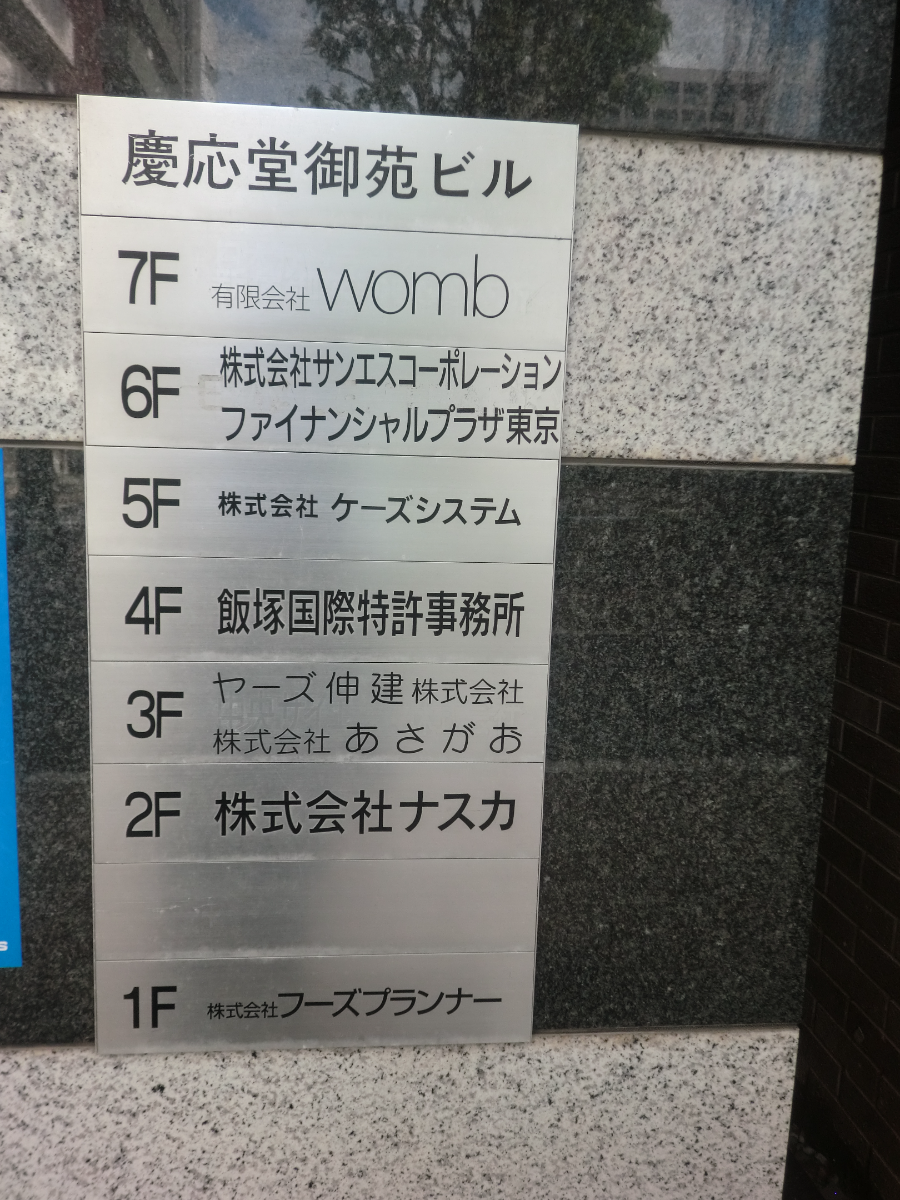 慶応堂御苑ビル
7F 有限会社 womb
6F 株式会社サンエスコーポレーション
ファイナンシャルプラザ東京
5F 株式会社 ケーズシステム
4F 飯塚国際特許事務所
3F ヤーズ伸建株式会社
株式会社 あさがお
2F 株式会社ナスカ
1F 株式会社フーズプランナー
s